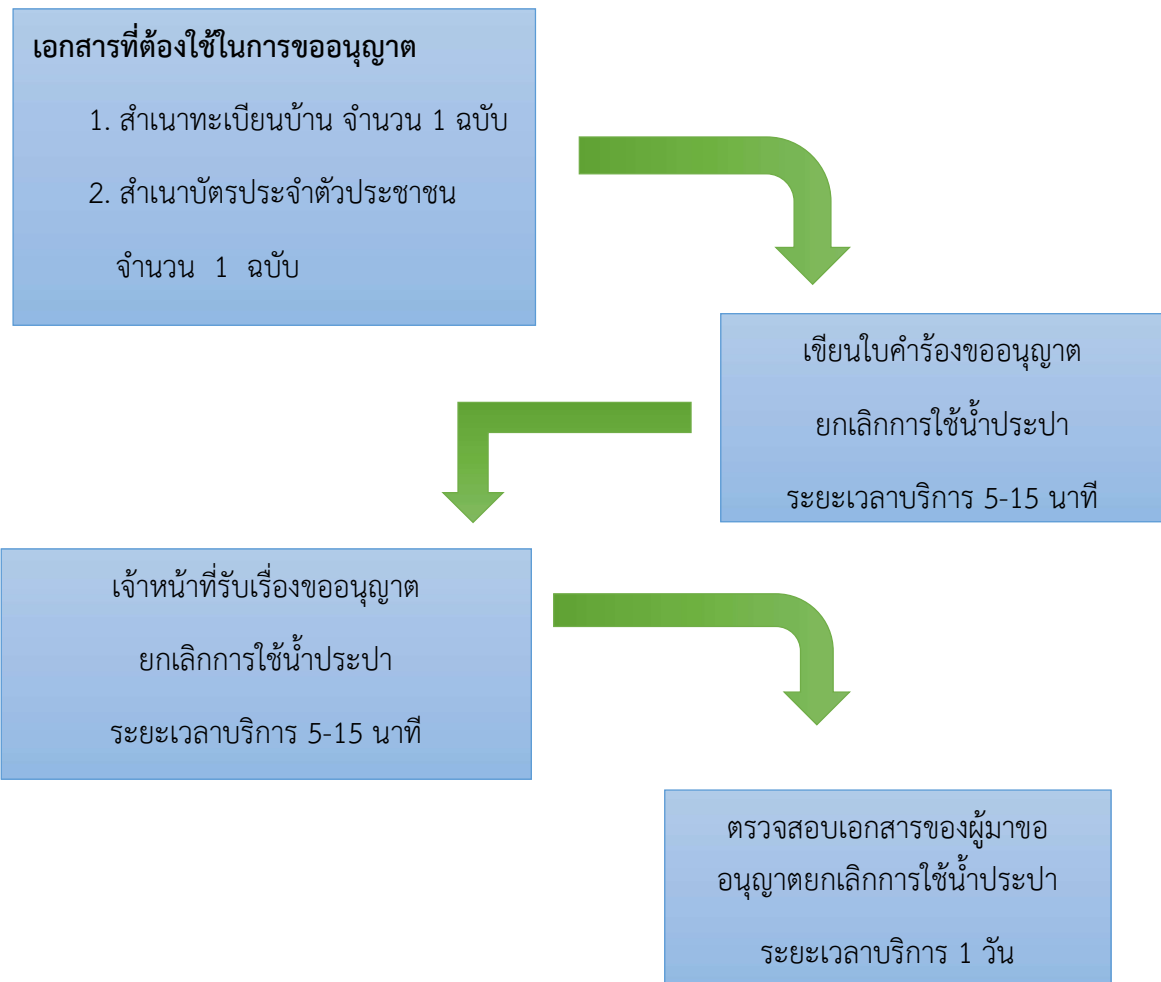 เอกสารที่ต้องใช้ในการขออนุญาต
1. สำเนาทะเบียนบ้าน จำนวน 1 ฉบับ
2. สำเนาบัตรประจำตัวประชาชน
จำนวน 1 ฉบับ
เขียนใบคำร้องขออนุญาต
ยกเลิกการใช้น้ำประปา
ระยะเวลาบริการ 5-15 นาที
เจ้าหน้าที่รับเรื่องขออนุญาต
ยกเลิกการใช้น้ำประปา
ระยะเวลาบริการ 5-15 นาที
ตรวจสอบเอกสารของผู้มาขอ
อนุญาตยกเลิกการใช้น้ำประปา
ระยะเวลาบริการ 1 วัน